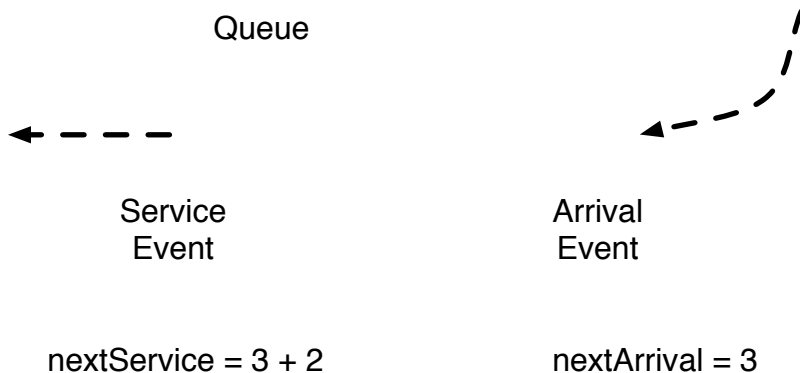 Queue
Service
Event
Arrival
Event
nextService = 3 + 2
nextArrival = 3